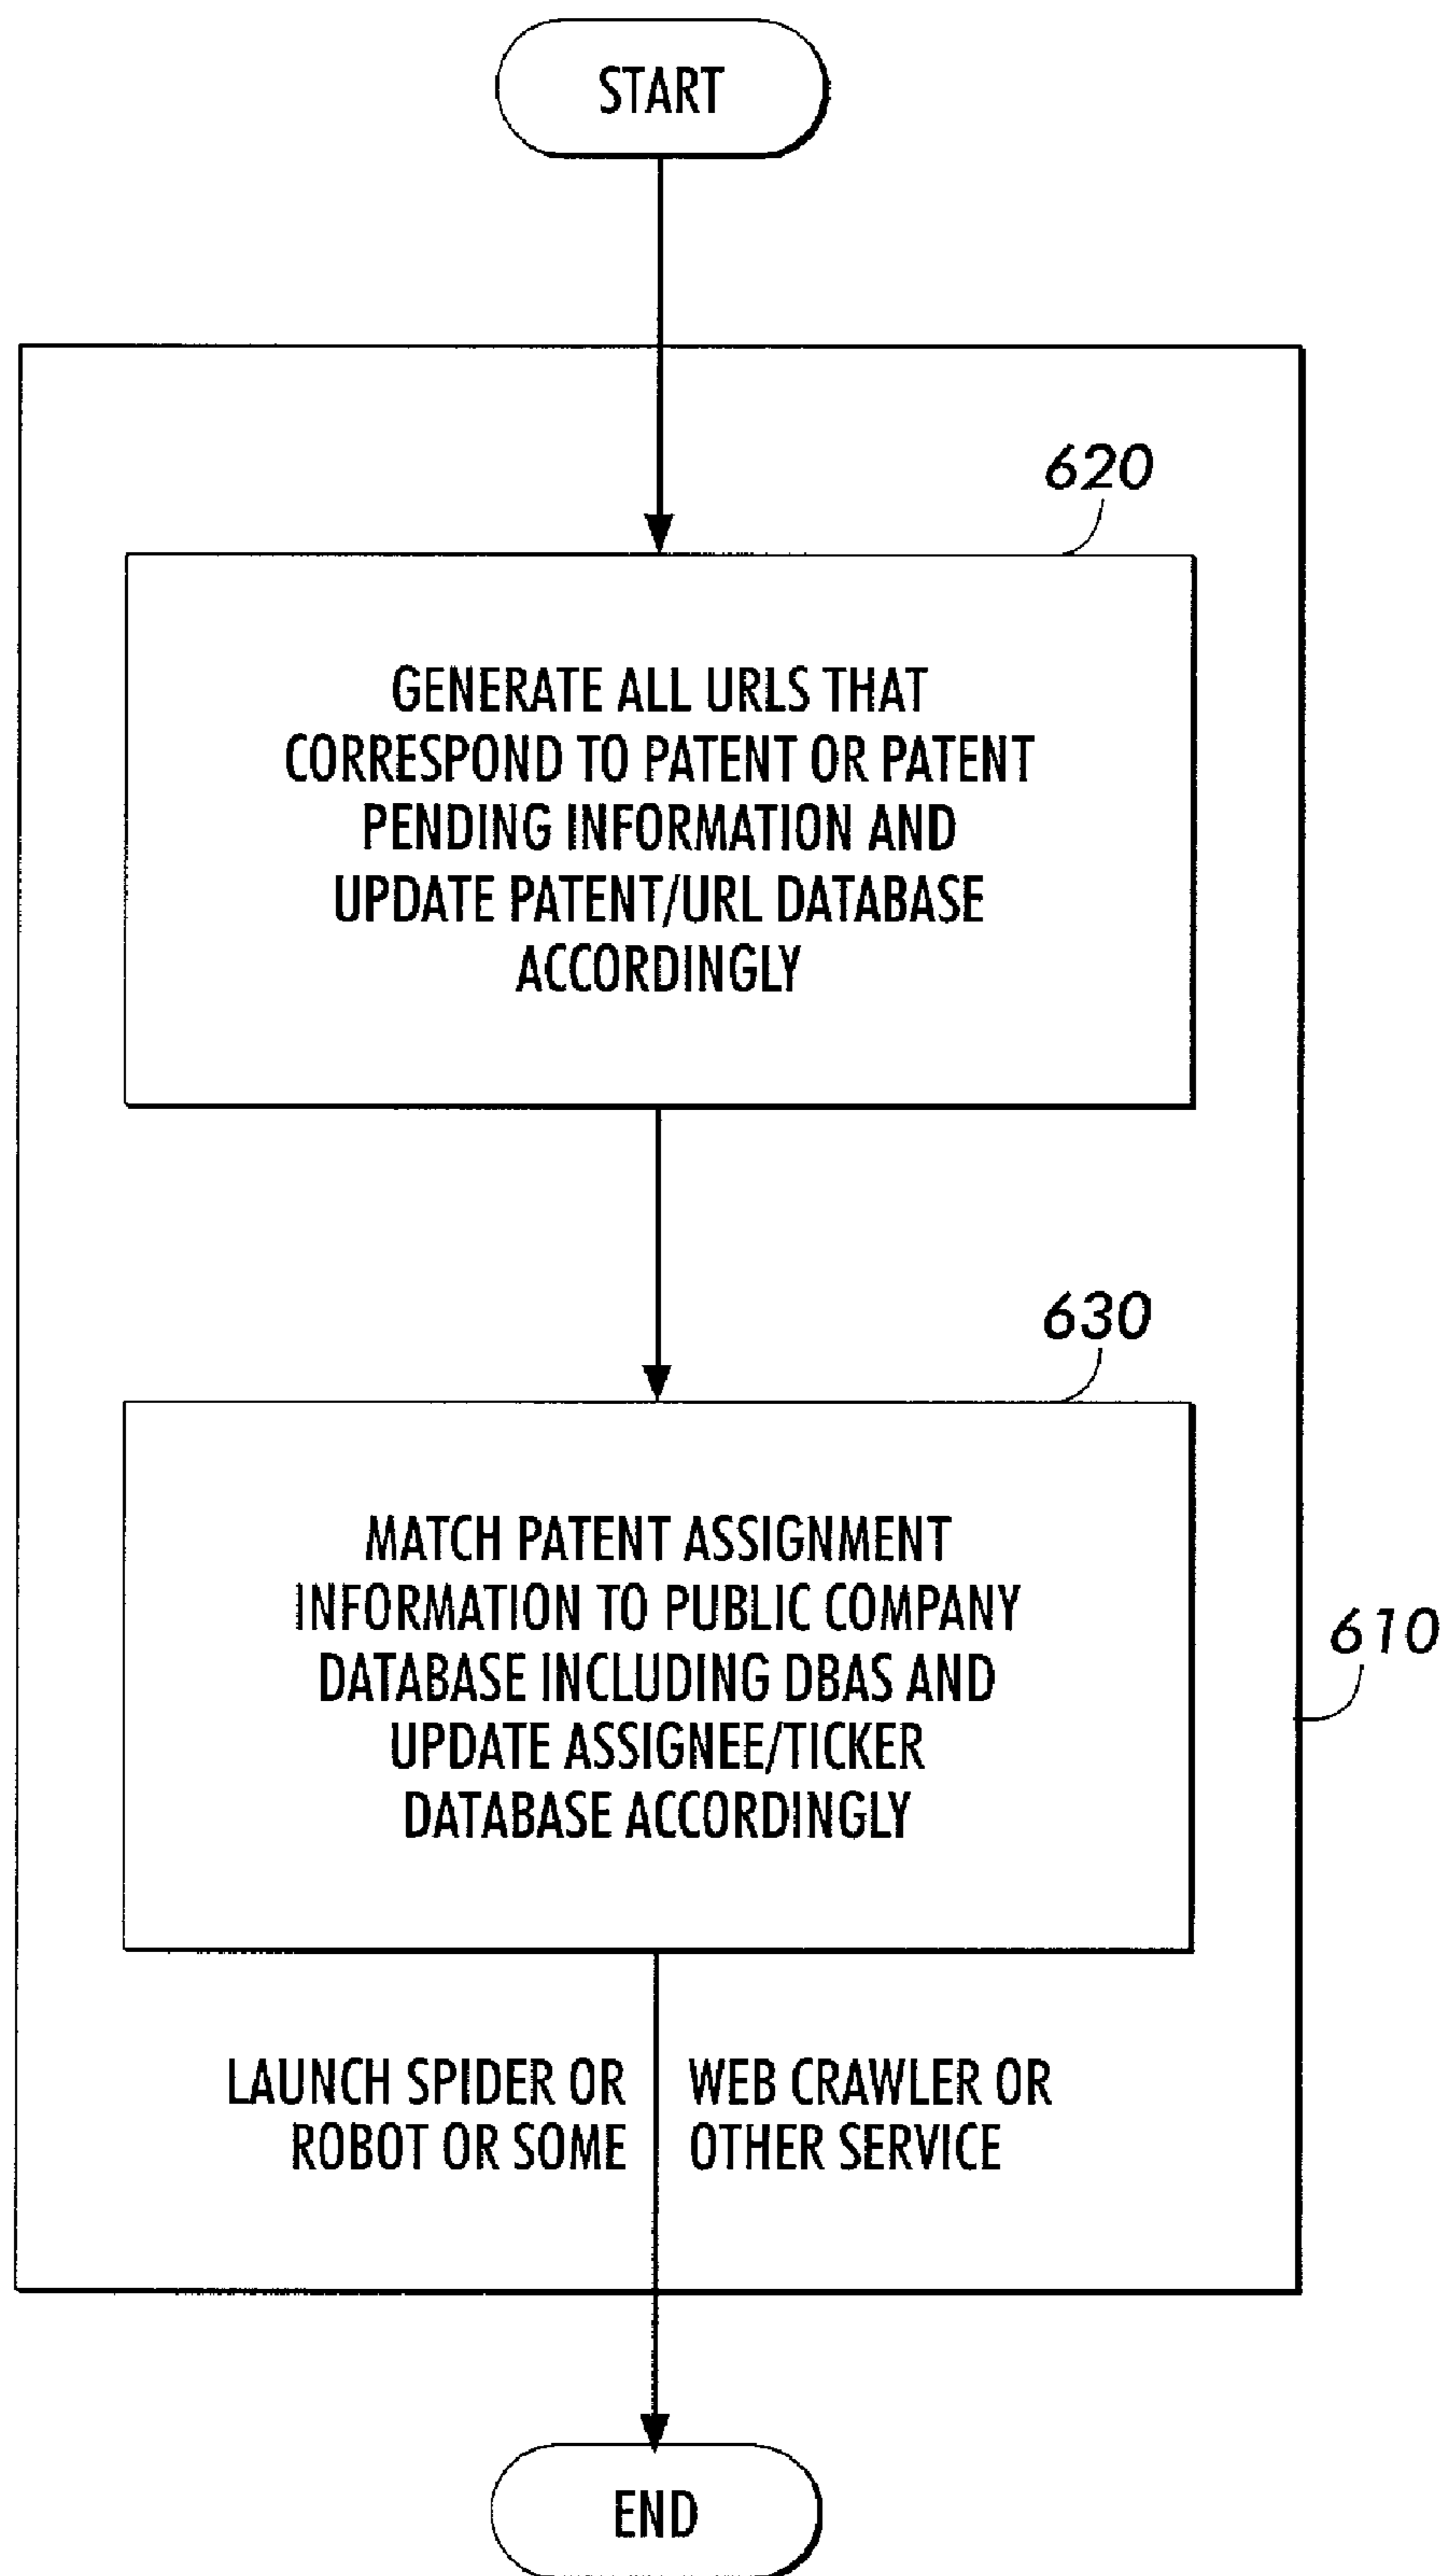 START
620
GENERATE ALL URLS THAT
CORRESPOND TO PATENT OR PATENT
PENDING INFORMATION AND
UPDATE PATENT/URL DATABASE
ACCORDINGLY
630
MATCH PATENT ASSIGNMENT
INFORMATION TO PUBLIC COMPANY
DATABASE INCLUDING DBAS AND
UPDATE ASSIGNEE/TICKER
DATABASE ACCORDINGLY
610
LAUNCH SPIDER OR WEB CRAWLER OR
ROBOT OR SOME OTHER SERVICE
END